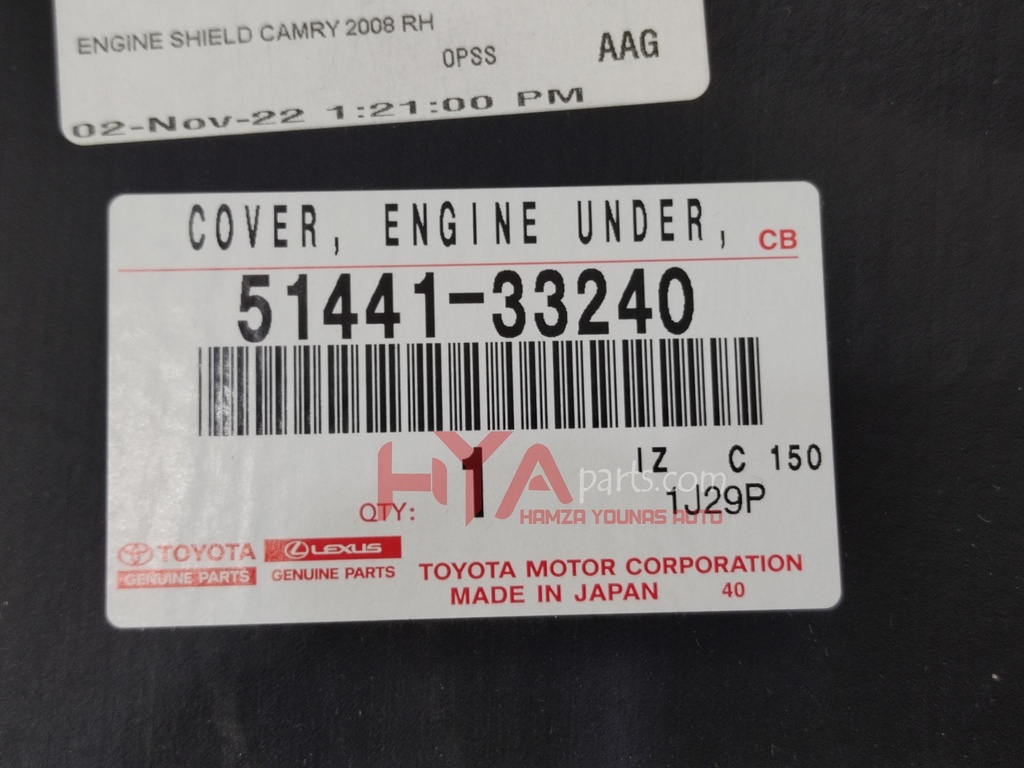 ENGINE SHIELD CAMRY 2008 RH
OPSS AAG
02-Nov-22 1:21:00 PM
COVER, ENGINE UNDER, CB
51441-33240
IZ C 150
QTY: 1 1J29P
HYA parts.com
HAMZA YOUNAS AUTO
TOYOTA LEXUS
GENUINE PARTS GENUINE PARTS
TOYOTA MOTOR CORPORATION
MADE IN JAPAN 40